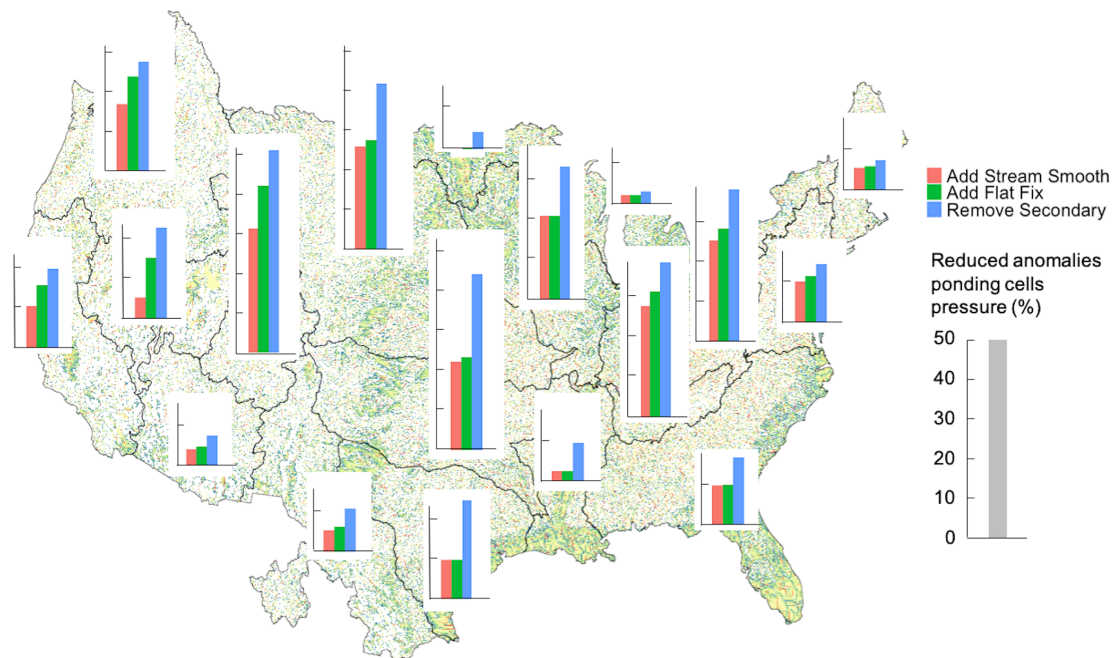 Add Stream Smooth
Add Flat Fix
Remove Secondary
Reduced anomalies
ponding cells
pressure (%)
50
40
30
20
10
0